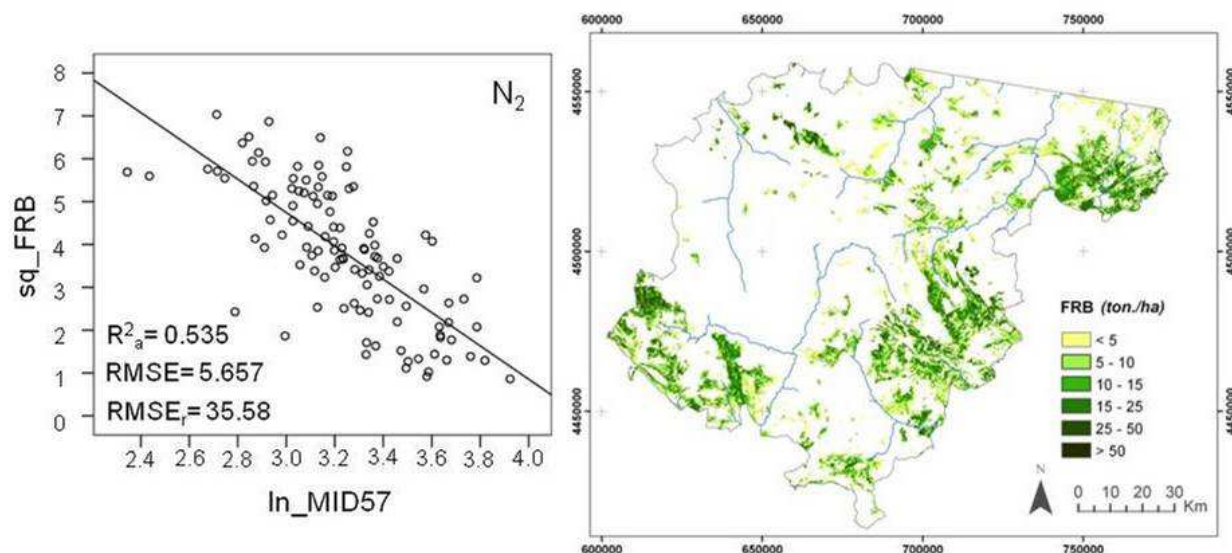 N₂
8
7
6
5
4
3
2
1
0
sq_FRB
R²ₐ = 0.535
RMSE= 5.657
RMSEᵣ= 35.58
2.4 2.6 2.8 3.0 3.2 3.4 3.6 3.8 4.0
ln_MID57
600000 650000 700000 750000
4550000 4550000
4500000 4500000
4450000 4450000
FRB (ton./ha)
< 5
5 - 10
10 - 15
15 - 25
25 - 50
> 50
N
0 10 20 30
Km
600000 650000 700000 750000